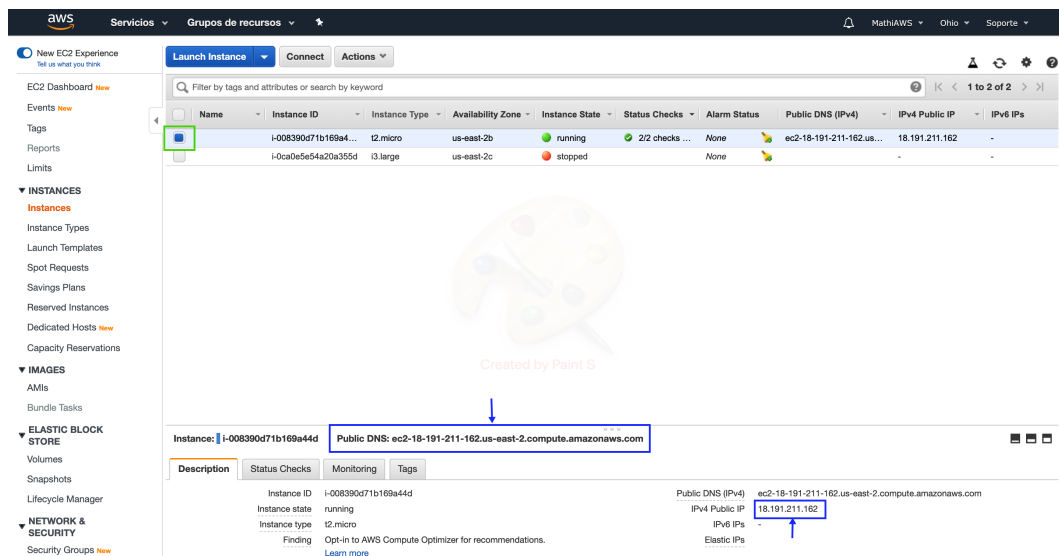 aws Servicios Grupos de recursos MathiAWS Ohio Soporte
New EC2 Experience
Tell us what you think
EC2 Dashboard New
Events New
Tags
Reports
Limits
INSTANCES
Instances
Instance Types
Launch Templates
Spot Requests
Savings Plans
Reserved Instances
Dedicated Hosts New
Capacity Reservations
IMAGES
AMIs
Bundle Tasks
ELASTIC BLOCK
STORE
Volumes
Snapshots
Lifecycle Manager
NETWORK &
SECURITY
Security Groups New
Launch Instance Connect Actions
Filter by tags and attributes or search by keyword 1 to 2 of 2
Name Instance ID Instance Type Availability Zone Instance State Status Checks Alarm Status Public DNS (IPv4) IPv4 Public IP IPv6 IPs
i-008390d71b169a4... t2.micro us-east-2b running 2/2 checks ... None ec2-18-191-211-162.us... 18.191.211.162 -
i-0ca0e5e54a20a355d i3.large us-east-2c stopped None - -
Created by Paint S
Instance: i-008390d71b169a44d Public DNS: ec2-18-191-211-162.us-east-2.compute.amazonaws.com
Description Status Checks Monitoring Tags
Instance ID i-008390d71b169a44d Public DNS (IPv4) ec2-18-191-211-162.us-east-2.compute.amazonaws.com
Instance state running IPv4 Public IP 18.191.211.162
Instance type t2.micro IPv6 IPs -
Finding Opt-in to AWS Compute Optimizer for recommendations. Elastic IPs
Learn more